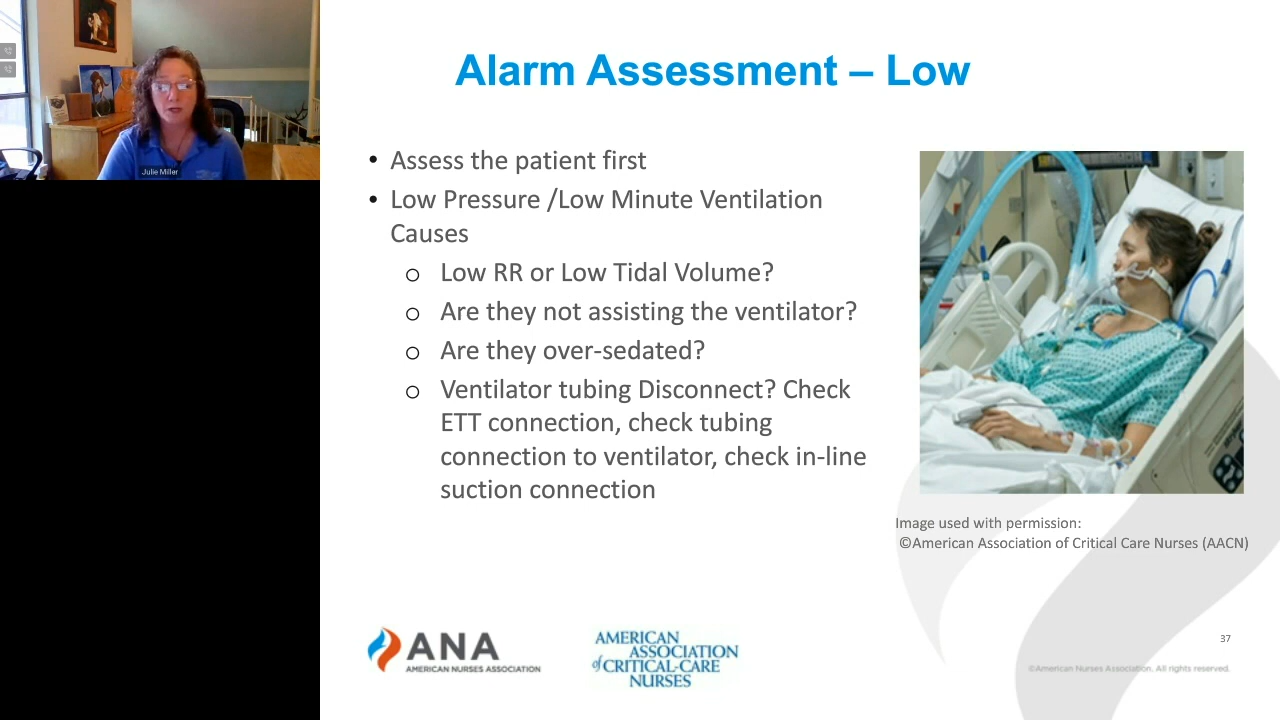 Julie Miller
Alarm Assessment – Low
• Assess the patient first
• Low Pressure /Low Minute Ventilation
Causes
o Low RR or Low Tidal Volume?
o Are they not assisting the ventilator?
o Are they over-sedated?
o Ventilator tubing Disconnect? Check
ETT connection, check tubing
connection to ventilator, check in-line
suction connection
Image used with permission:
©American Association of Critical Care Nurses (AACN)
ANA
AMERICAN NURSES ASSOCIATION
AMERICAN
ASSOCIATION
of CRITICAL-CARE
NURSES
37
©American Nurses Association. All rights reserved.